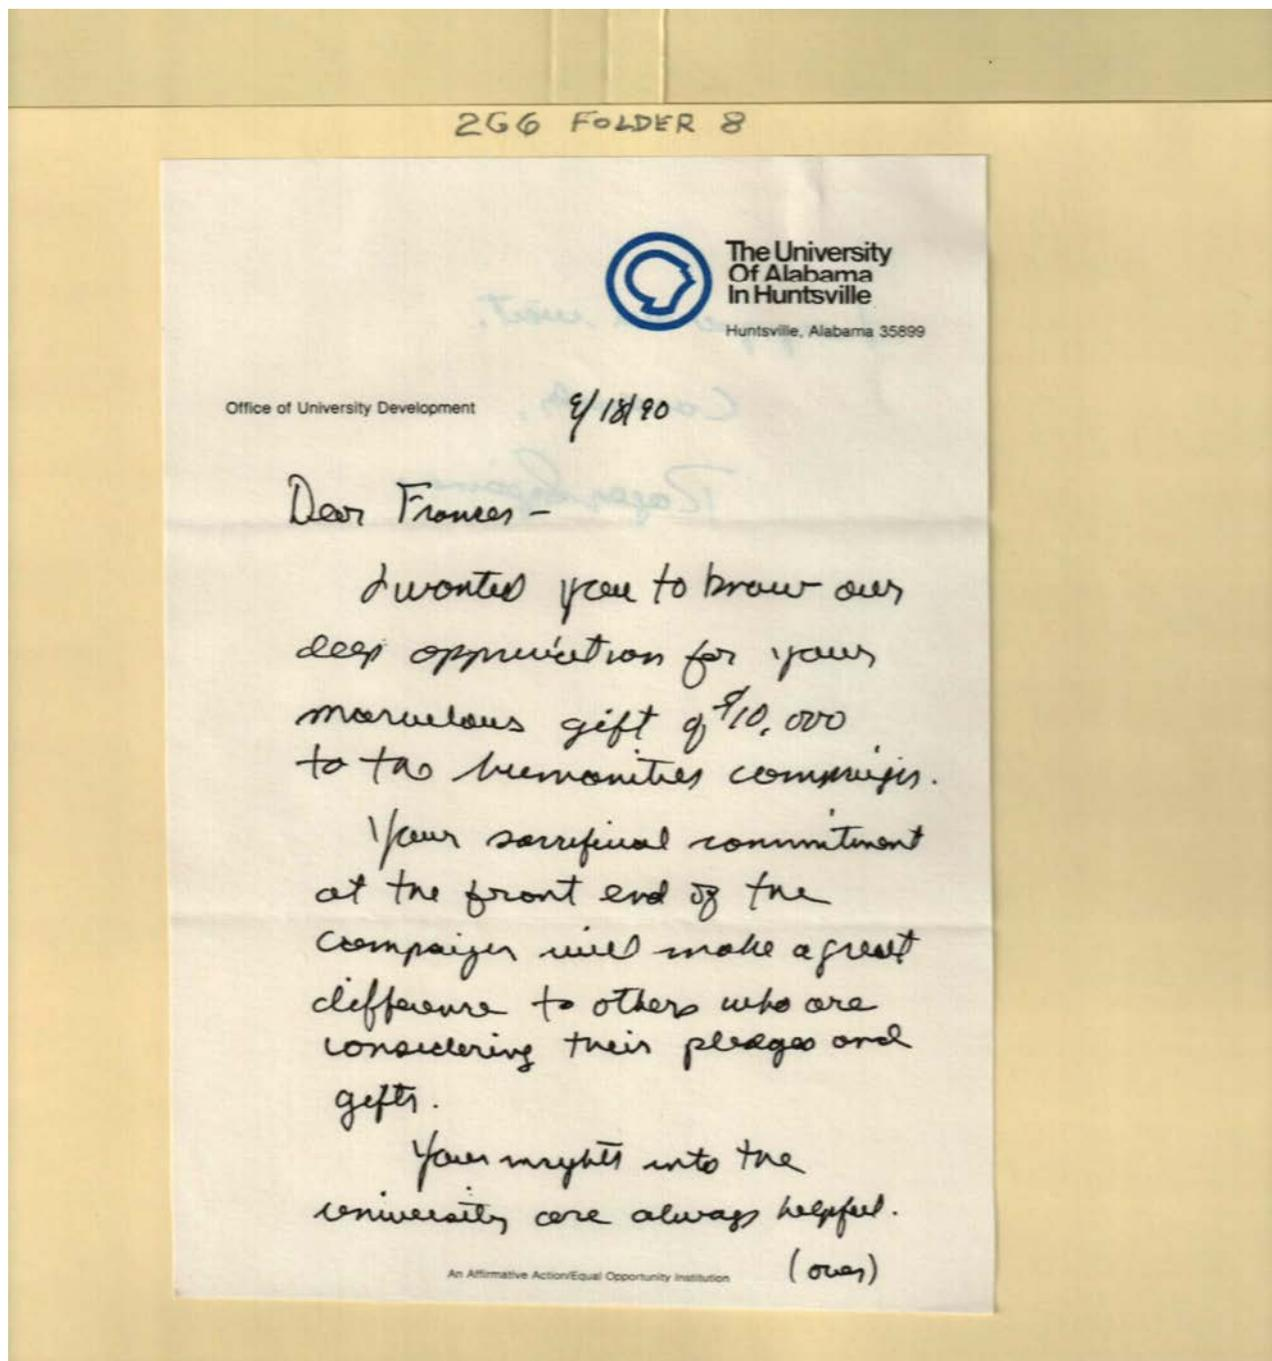 2G6 FOLDER 8
The University
Of Alabama
In Huntsville
Huntsville, Alabama 35899
Office of University Development
9/18/90
Dear Frances -
I wanted you to know our
deep appreciation for your
marvelous gift of $10,000
to the humanities campaign.
Your sacrificial commitment
at the front end of the
campaign will make a great
difference to others who are
considering their pledges and
gifts.
Your insights into the
university are always helpful.
(over)
An Affirmative Action/Equal Opportunity Institution